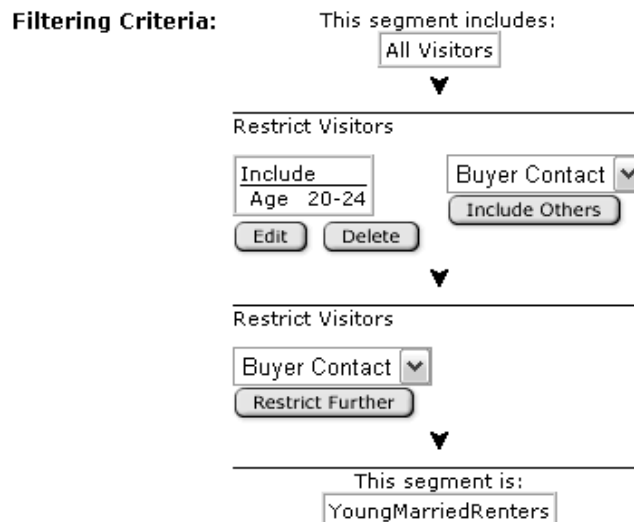 Filtering Criteria: This segment includes:
All Visitors
Restrict Visitors
Include Buyer Contact
Age 20-24 Include Others
Edit Delete
Restrict Visitors
Buyer Contact
Restrict Further
This segment is:
YoungMarriedRenters